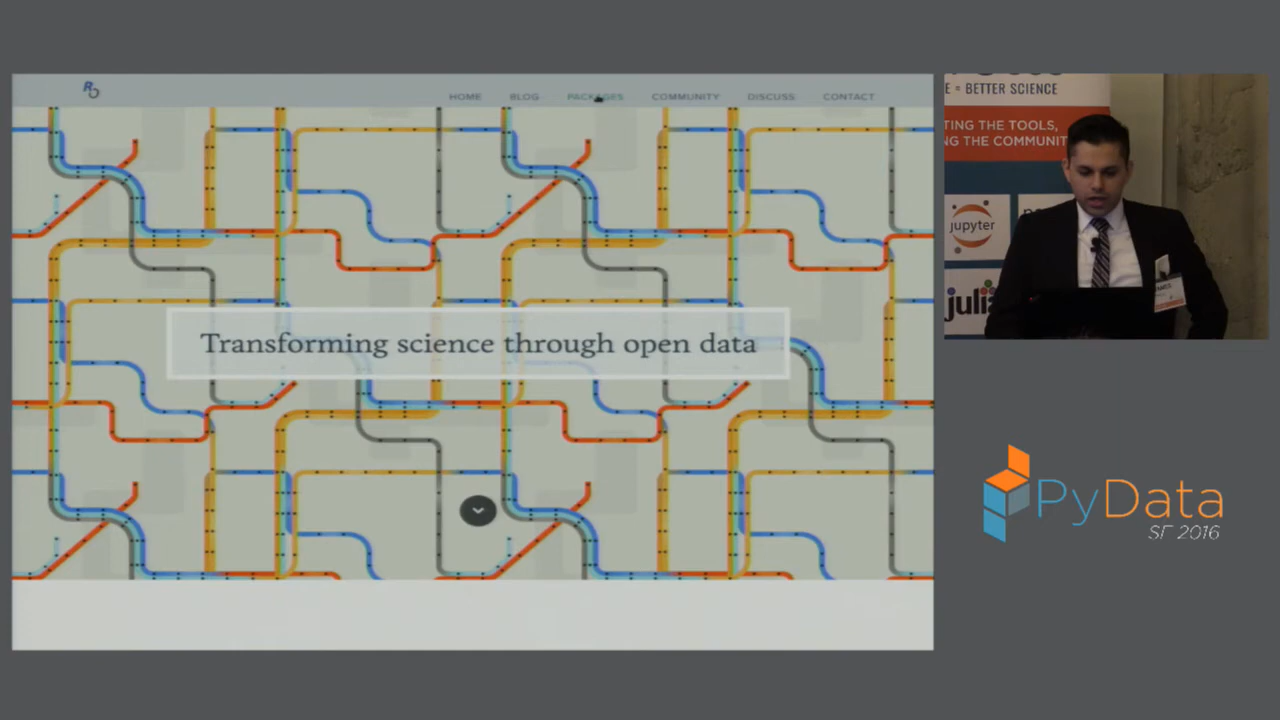 HOME BLOG PACKAGES COMMUNITY DISCUSS CONTACT
Transforming science through open data
E = BETTER SCIENCE
TING THE TOOLS,
NG THE COMMUNIT
jupyter
julia
PyData
SF 2016